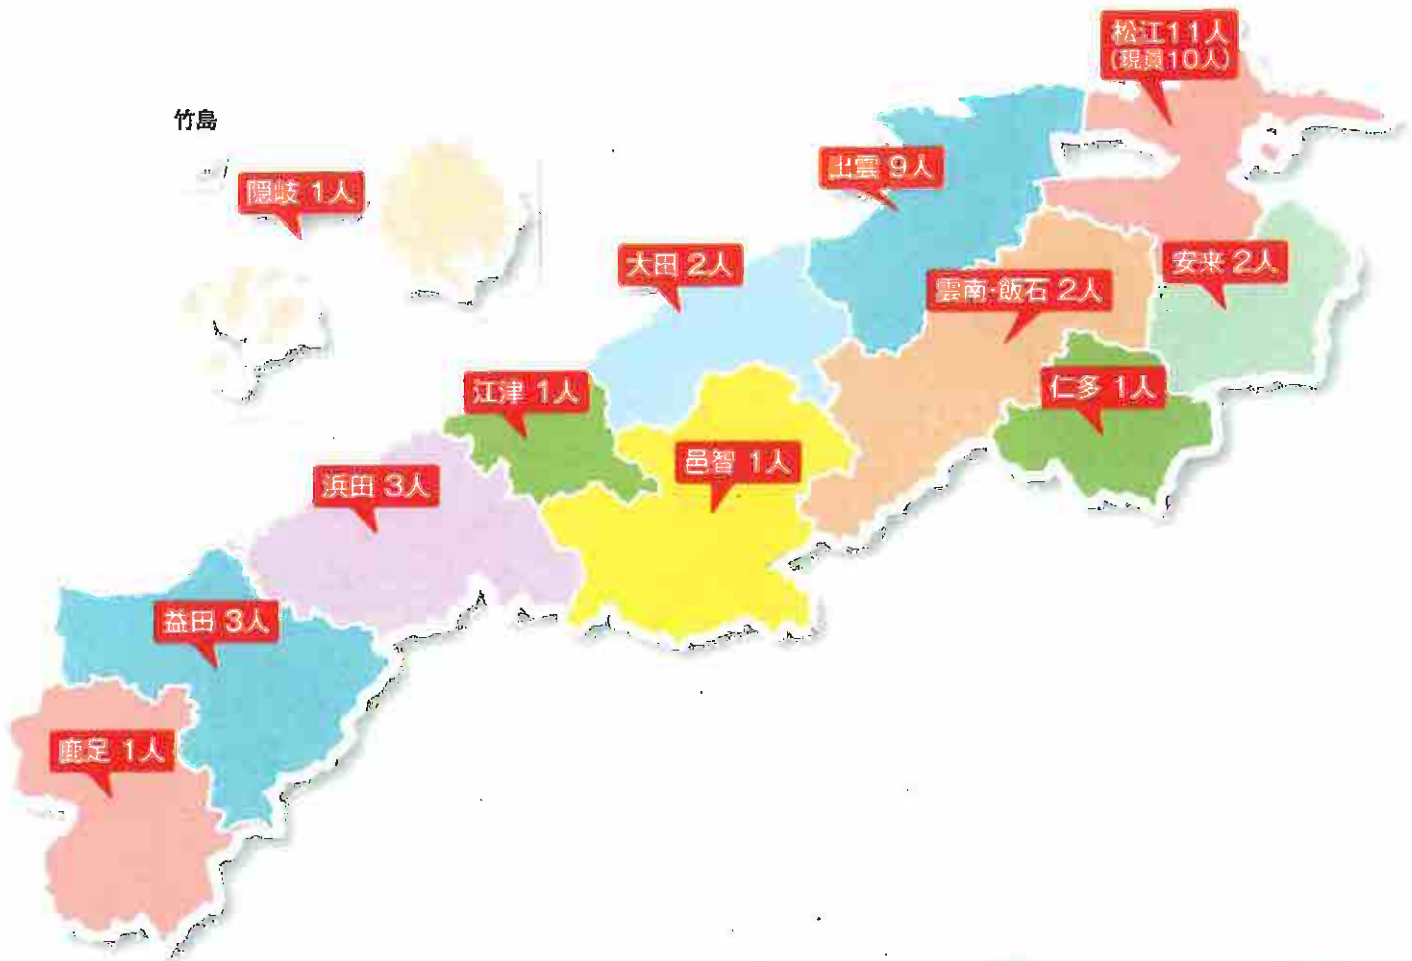 松江11人
(現員10人)
竹島
出雲 9人
隠岐 1人
大田 2人
安来 2人
雲南・飯石 2人
江津 1人
仁多 1人
邑智 1人
浜田 3人
益田 3人
鹿足 1人